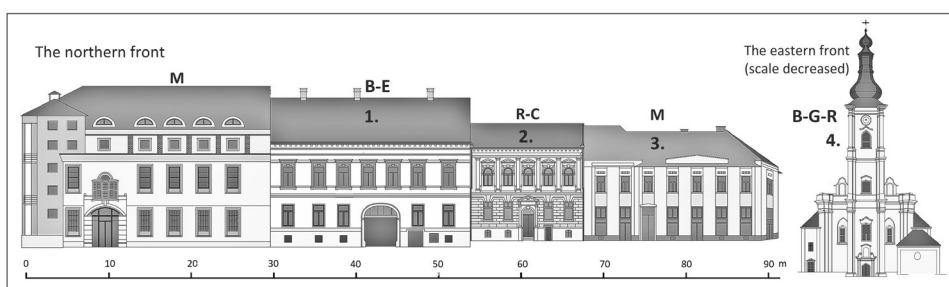 The northern front
M
B-E
1.
R-C
2.
M
3.
The eastern front
(scale decreased)
B-G-R
4.
0 10 20 30 40 50 60 70 80 90 m